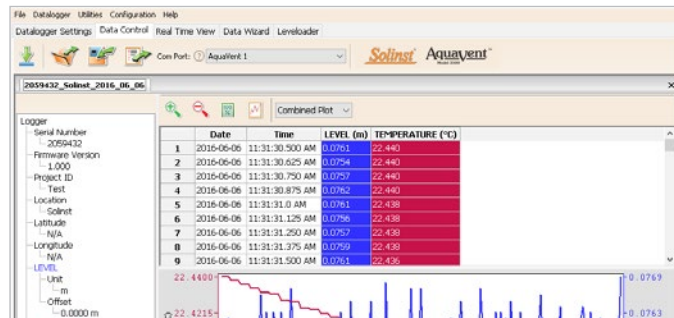 File Datalogger Utilities Configuration Help
Datalogger Settings Data Control Real Time View Data Wizard Levelloader
Com Port: ? AquaVent 1 Solinst Aquavent
2059432_Solinst_2016_06_06 x
Combined Plot
Logger
Serial Number
2059432
Firmware Version
1.000
Project ID
Test
Location
Solinst
Latitude
N/A
Longitude
N/A
LEVEL
Unit
m
Offset
0.0000 m
Date Time LEVEL (m) TEMPERATURE (°C)
1 2016-06-06 11:31:30.500 AM 0.0761 22.440
2 2016-06-06 11:31:30.625 AM 0.0754 22.440
3 2016-06-06 11:31:30.750 AM 0.0757 22.440
4 2016-06-06 11:31:30.875 AM 0.0762 22.440
5 2016-06-06 11:31:31.0 AM 0.0761 22.438
6 2016-06-06 11:31:31.125 AM 0.0756 22.438
7 2016-06-06 11:31:31.250 AM 0.0757 22.438
8 2016-06-06 11:31:31.375 AM 0.0759 22.438
9 2016-06-06 11:31:31.500 AM 0.0761 22.436
22.4400 0.0769
22.4215 0.0763